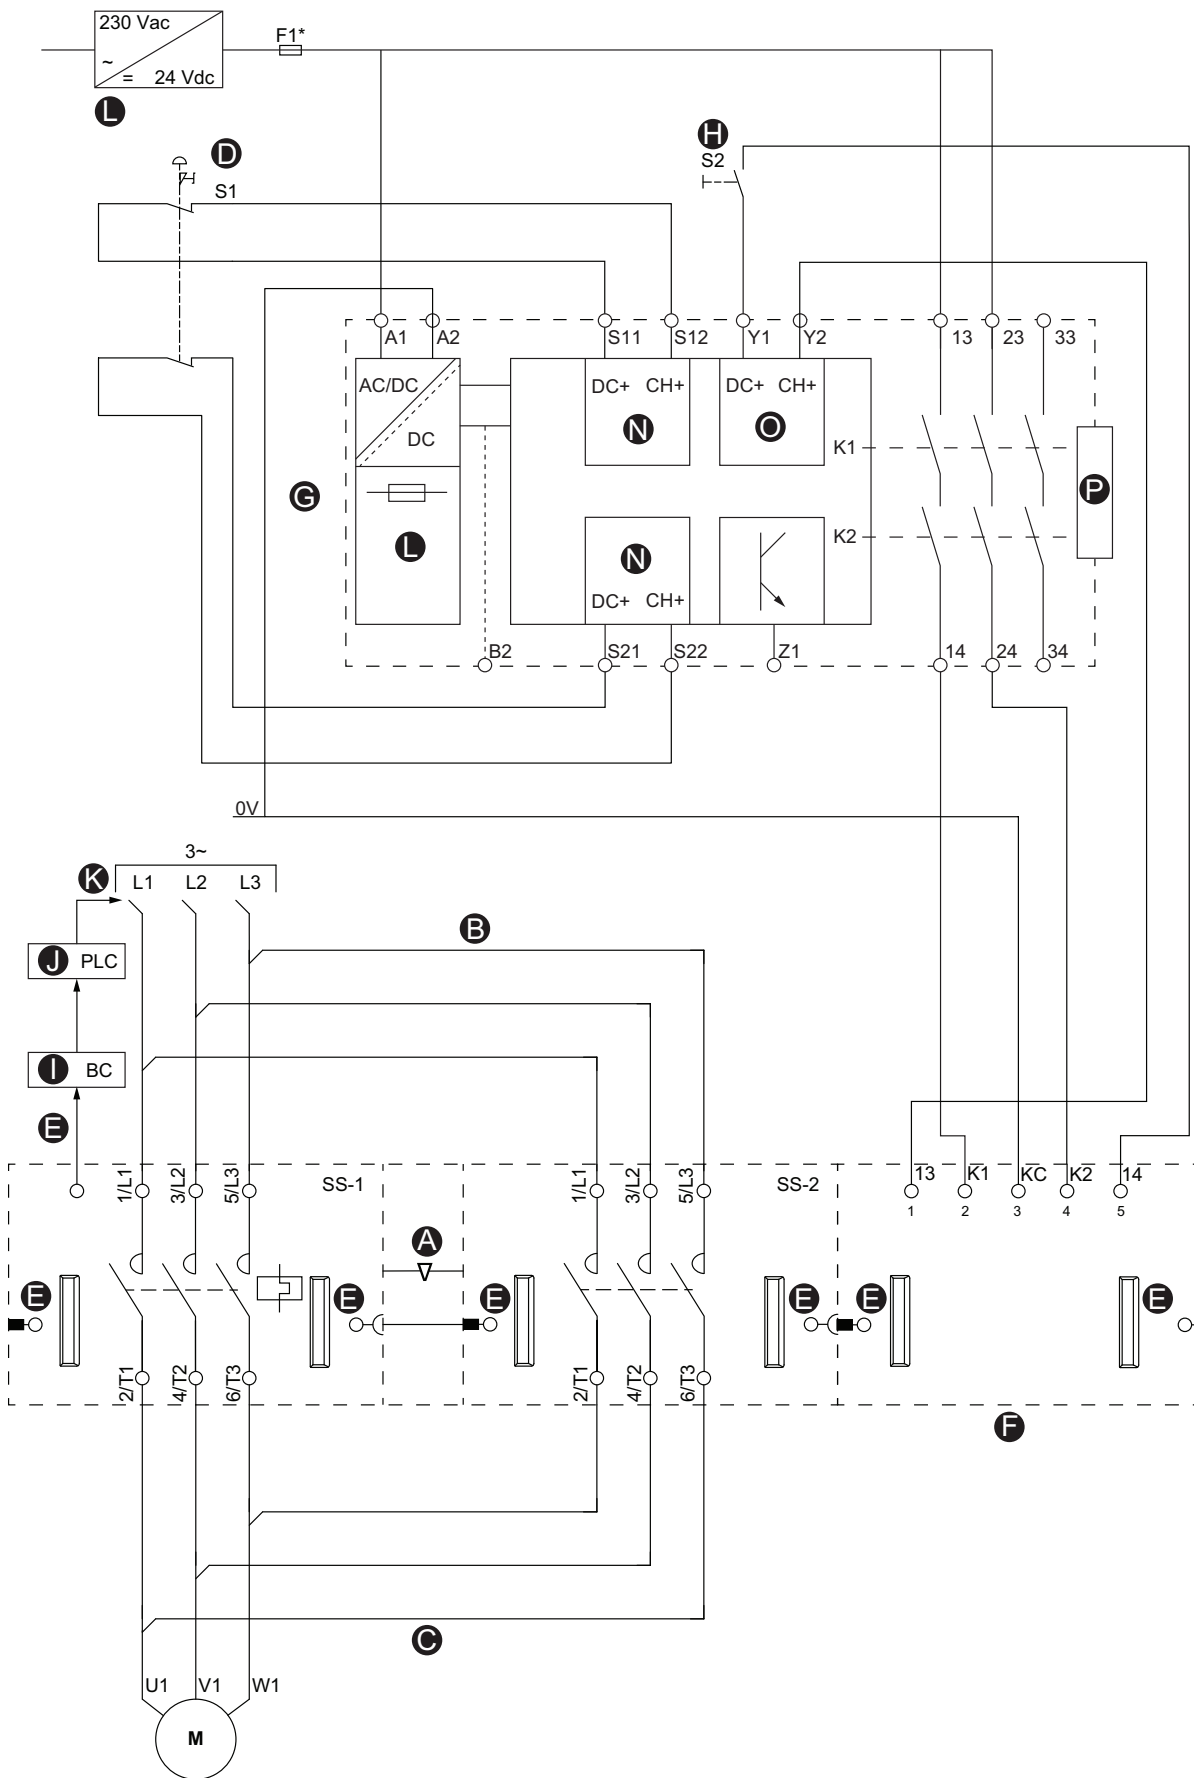 230 Vac
~
= 24 Vdc
F1*
L
D
S1
H
S2
A1 A2 S11 S12 Y1 Y2 13 23 33
AC/DC
DC
DC+ CH+
DC+ CH+
N
O
K1
G
P
L
N
K2
DC+ CH+
B2 S21 S22 Z1 14 24 34
0V
3~
K
L1 L2 L3
B
J PLC
I BC
E
1/L1 3/L2 5/L3
SS-1
1/L1 3/L2 5/L3
SS-2
13 K1 KC K2 14
1 2 3 4 5
A
E E E E E E
2/T1 4/T2 6/T3
2/T1 4/T2 6/T3
F
C
U1 V1 W1
M